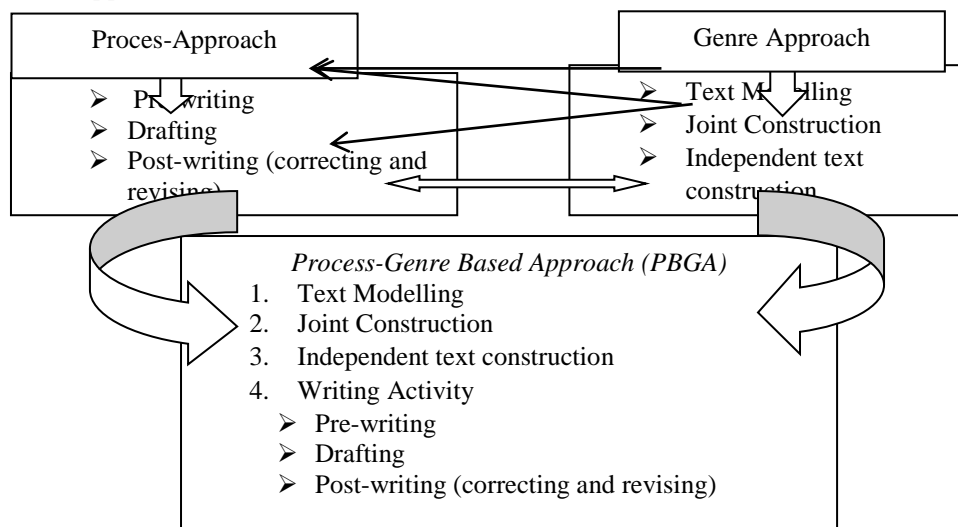 Proces-Approach
➢ Pre-writing
➢ Drafting
➢ Post-writing (correcting and
revising)
Genre Approach
➢ Text Modelling
➢ Joint Construction
➢ Independent text
construction
Process-Genre Based Approach (PBGA)
1. Text Modelling
2. Joint Construction
3. Independent text construction
4. Writing Activity
➢ Pre-writing
➢ Drafting
➢ Post-writing (correcting and revising)